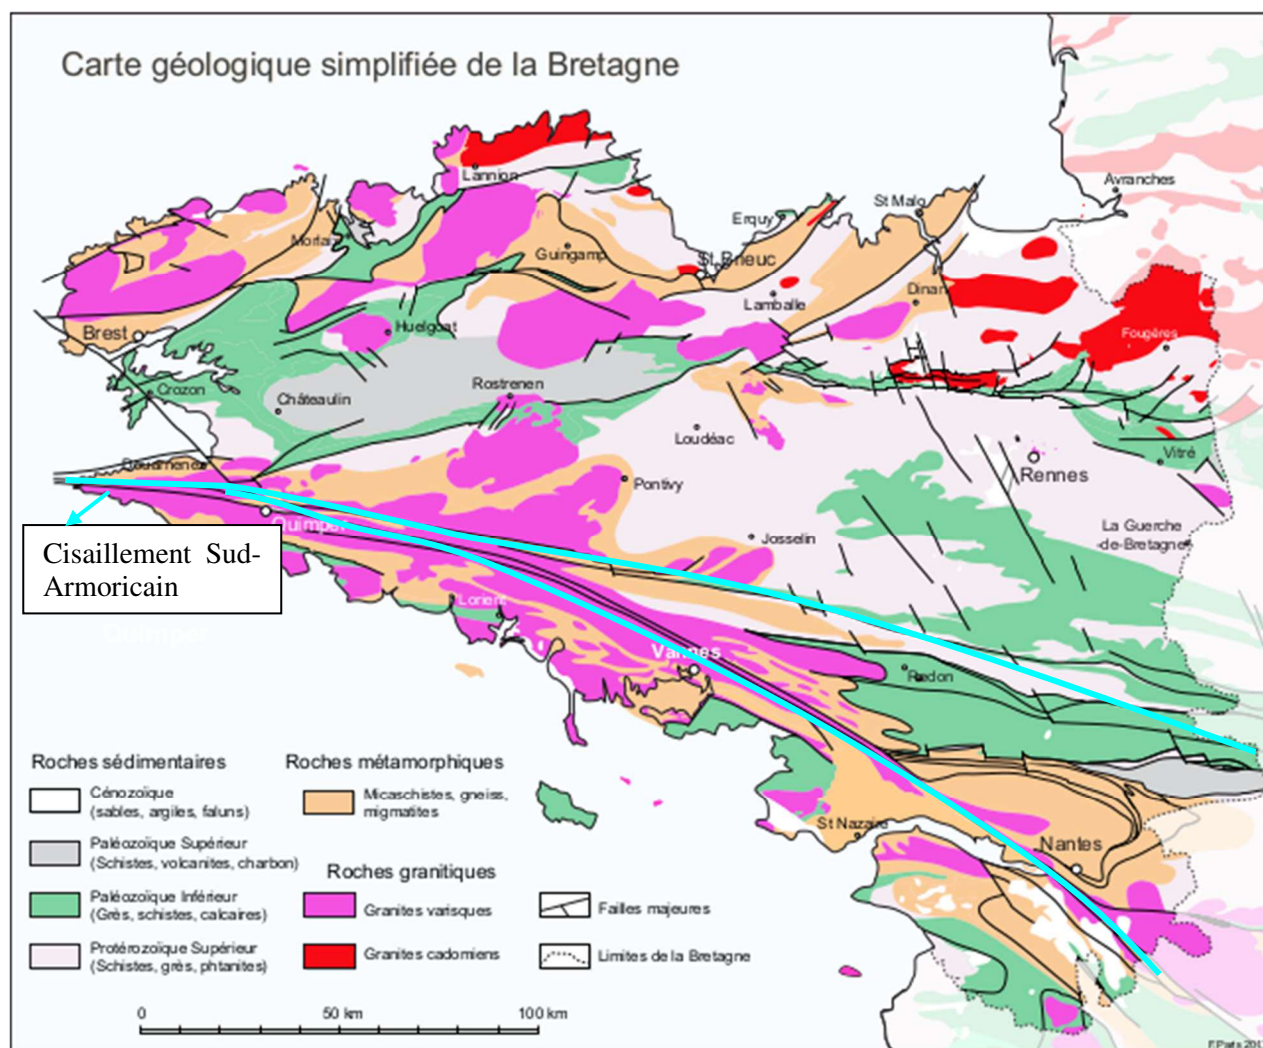 Carte géologique simplifiée de la Bretagne
Avranches
Lannion
St Malo
Erquy
Morlaix
Guingamp
St Brieuc
Lamballe
Dinan
Brest
Huelgoat
Fougères
Crozon
Châteaulin
Rostrenen
Loudéac
Vitré
Rennes
Douarnenez
Pontivy
Quimper
Josselin
La Guerche
-de-Bretagne
Cisaillement Sud-
Armoricain
Lorient
Quimper
Vannes
Redon
St Nazaire
Nantes
Roches sédimentaires
Cénozoïque
(sables, argiles, faluns)
Paléozoïque Supérieur
(Schistes, volcanites, charbon)
Paléozoïque Inférieur
(Grès, schistes, calcaires)
Protérozoïque Supérieur
(Schistes, grès, phtanites)
Roches métamorphiques
Micaschistes, gneiss,
migmatites
Roches granitiques
Granites varisques
Granites cadomiens
Failles majeures
Limites de la Bretagne
0 50 km 100 km